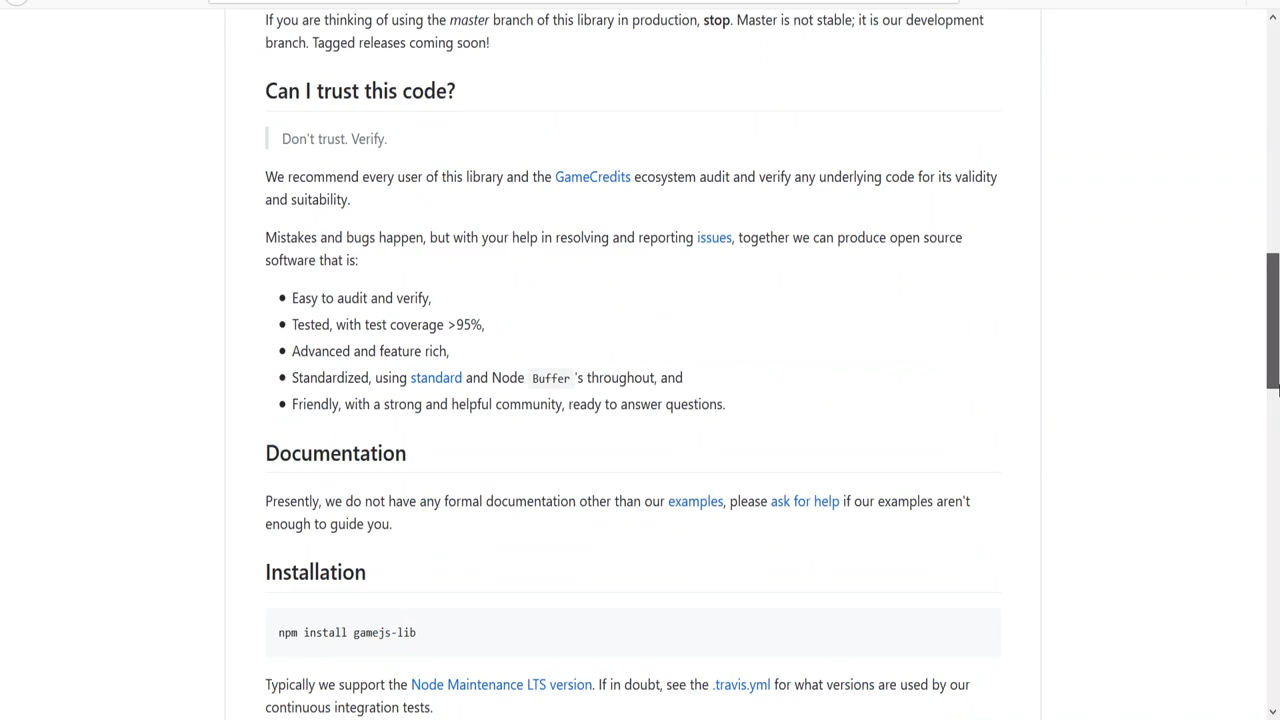 If you are thinking of using the master branch of this library in production, stop. Master is not stable; it is our development
branch. Tagged releases coming soon!
Can I trust this code?
Don't trust. Verify.
We recommend every user of this library and the GameCredits ecosystem audit and verify any underlying code for its validity
and suitability.
Mistakes and bugs happen, but with your help in resolving and reporting issues, together we can produce open source
software that is:
• Easy to audit and verify,
• Tested, with test coverage >95%,
• Advanced and feature rich,
• Standardized, using standard and Node Buffer 's throughout, and
• Friendly, with a strong and helpful community, ready to answer questions.
Documentation
Presently, we do not have any formal documentation other than our examples, please ask for help if our examples aren't
enough to guide you.
Installation
npm install gamejs-lib
Typically we support the Node Maintenance LTS version. If in doubt, see the .travis.yml for what versions are used by our
continuous integration tests.